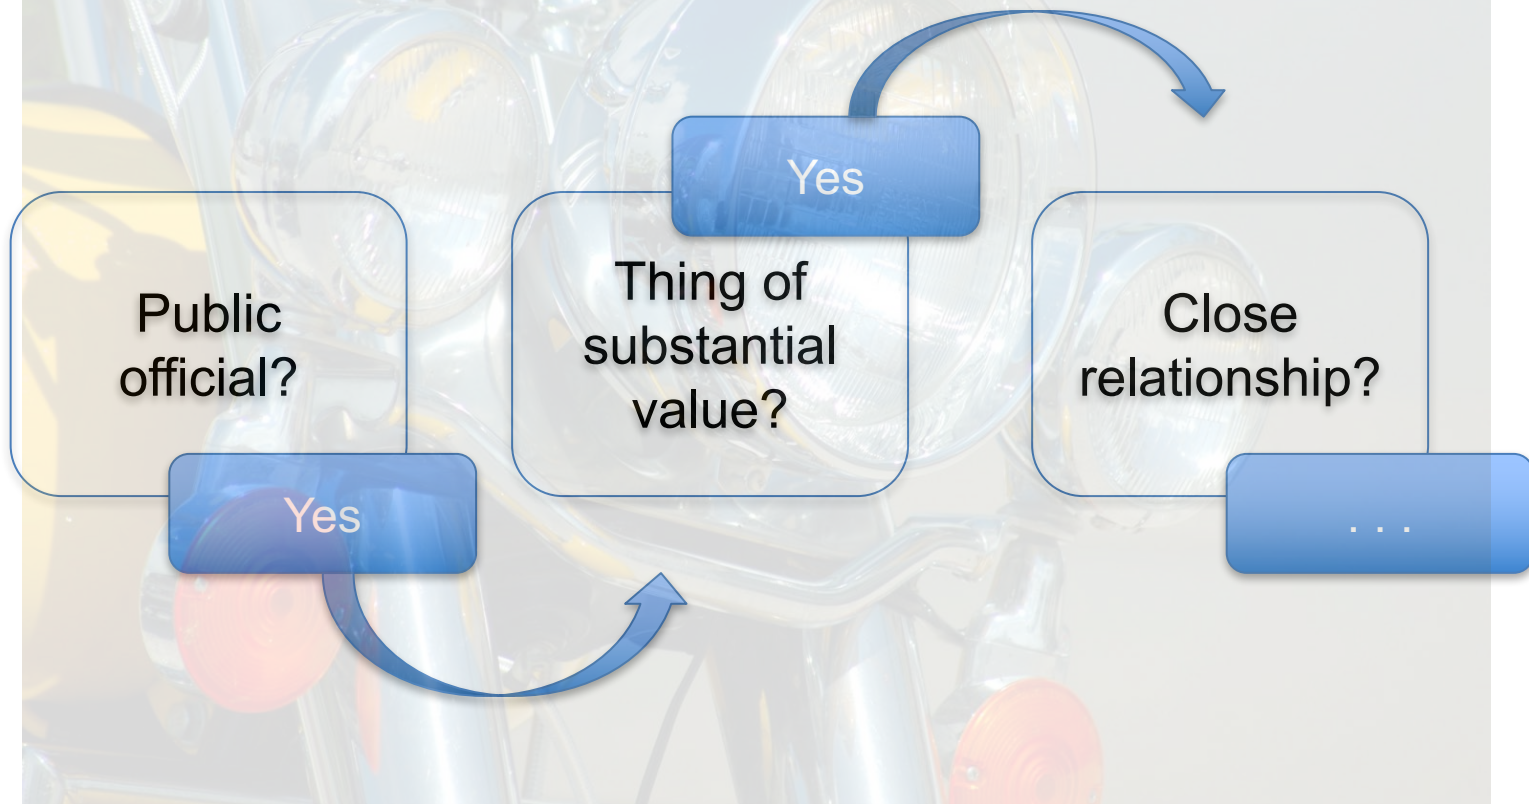 Public
official?
Yes
Thing of
substantial
value?
Yes
Close
relationship?
. . .